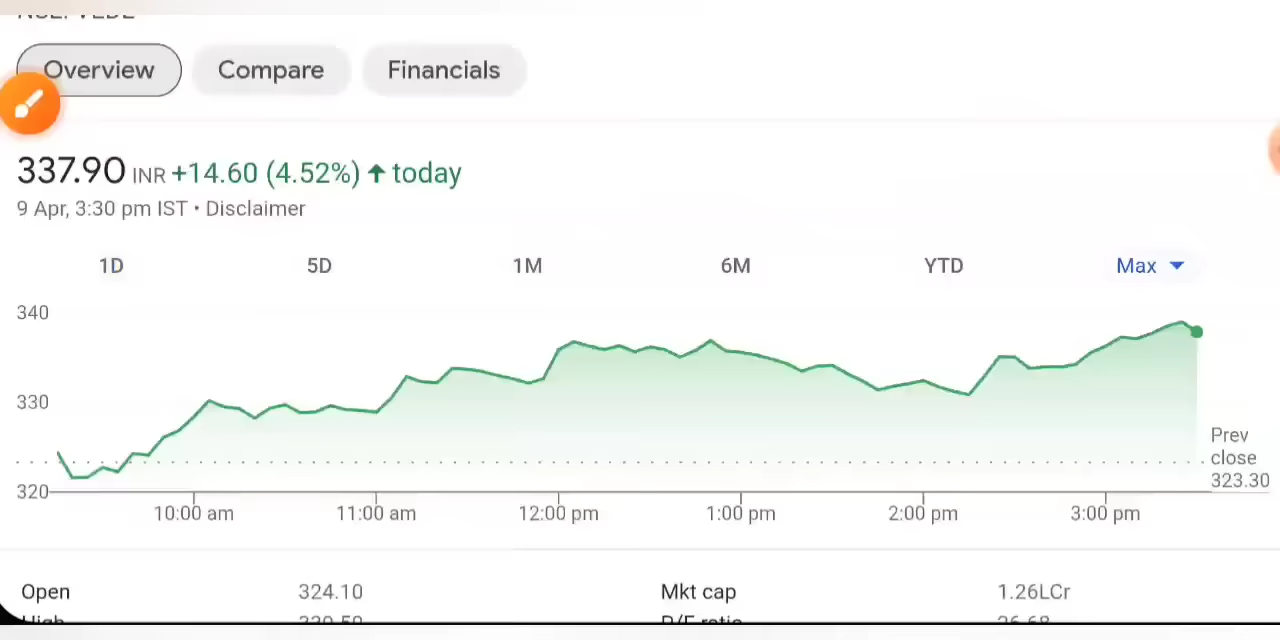 Overview Compare Financials
337.90 INR +14.60 (4.52%) ↑ today
9 Apr, 3:30 pm IST • Disclaimer
1D 5D 1M 6M YTD Max
340
330
320
Prev
close
323.30
10:00 am 11:00 am 12:00 pm 1:00 pm 2:00 pm 3:00 pm
Open 324.10 Mkt cap 1.26LCr